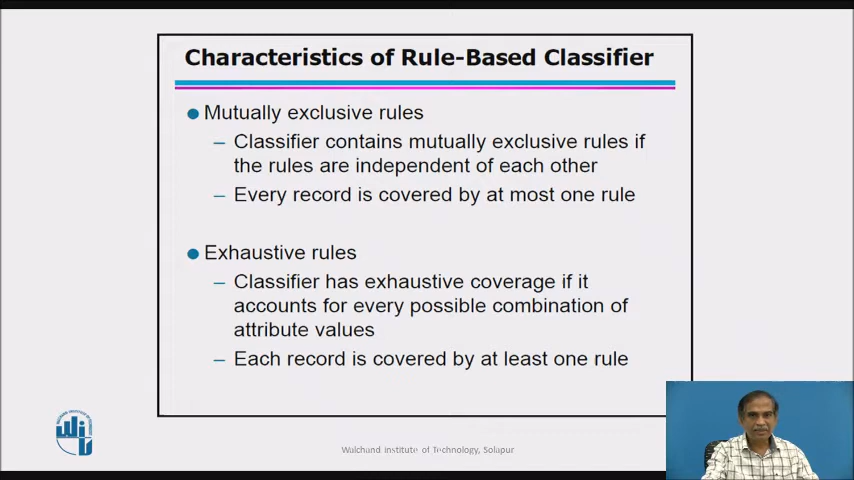 Characteristics of Rule-Based Classifier
Mutually exclusive rules
– Classifier contains mutually exclusive rules if
the rules are independent of each other
– Every record is covered by at most one rule
Exhaustive rules
– Classifier has exhaustive coverage if it
accounts for every possible combination of
attribute values
– Each record is covered by at least one rule
Walchand Institute of Technology, Solapur